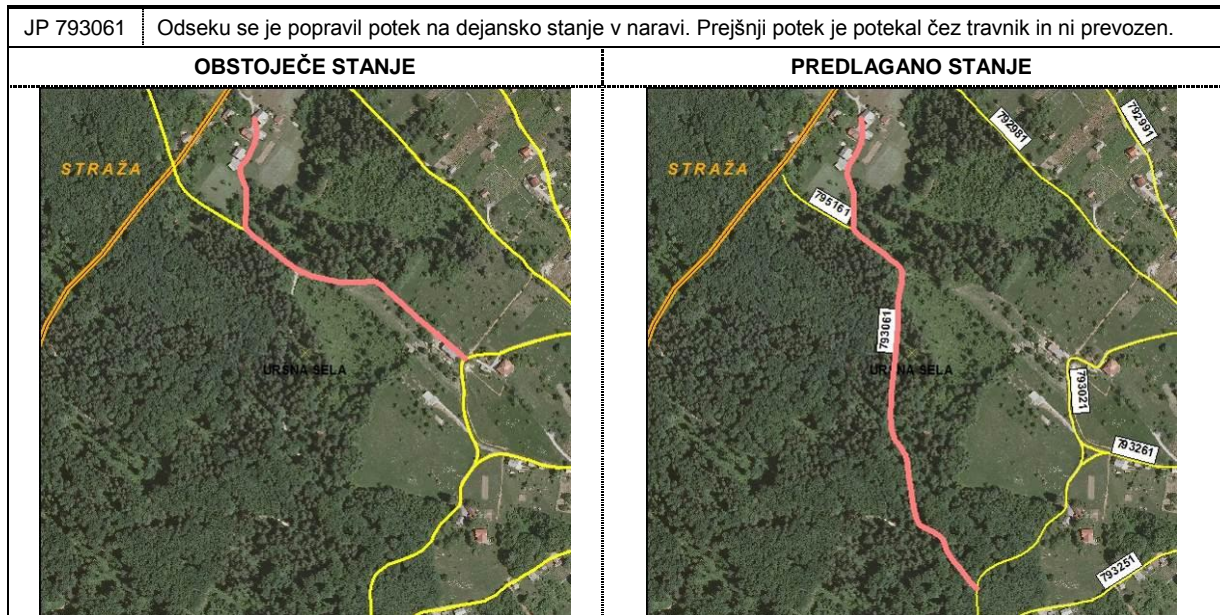 JP 793061 Odseku se je popravil potek na dejansko stanje v naravi. Prejšnji potek je potekal čez travnik in ni prevozen.
OBSTOJEČE STANJE
PREDLAGANO STANJE
STRAŽA
URŠNA SELA
STRAŽA
792981
792991
795161
793061
URŠNA SELA
793021
793261
793251